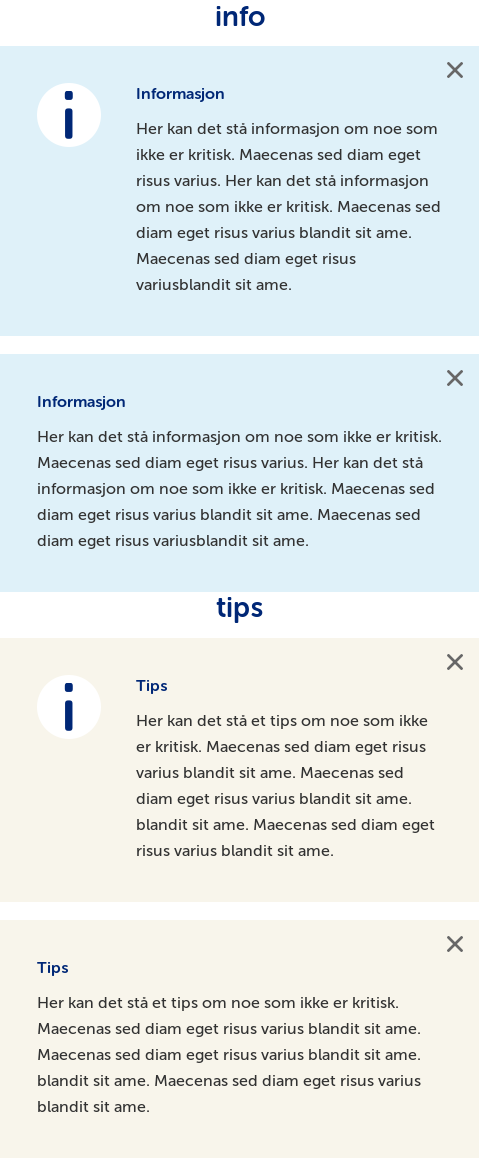 info
Informasjon
Her kan det stå informasjon om noe som
ikke er kritisk. Maecenas sed diam eget
risus varius. Her kan det stå informasjon
om noe som ikke er kritisk. Maecenas sed
diam eget risus varius blandit sit ame.
Maecenas sed diam eget risus
variusblandit sit ame.
Informasjon
Her kan det stå informasjon om noe som ikke er kritisk.
Maecenas sed diam eget risus varius. Her kan det stå
informasjon om noe som ikke er kritisk. Maecenas sed
diam eget risus varius blandit sit ame. Maecenas sed
diam eget risus variusblandit sit ame.
tips
Tips
Her kan det stå et tips om noe som ikke
er kritisk. Maecenas sed diam eget risus
varius blandit sit ame. Maecenas sed
diam eget risus varius blandit sit ame.
blandit sit ame. Maecenas sed diam eget
risus varius blandit sit ame.
Tips
Her kan det stå et tips om noe som ikke er kritisk.
Maecenas sed diam eget risus varius blandit sit ame.
Maecenas sed diam eget risus varius blandit sit ame.
blandit sit ame. Maecenas sed diam eget risus varius
blandit sit ame.